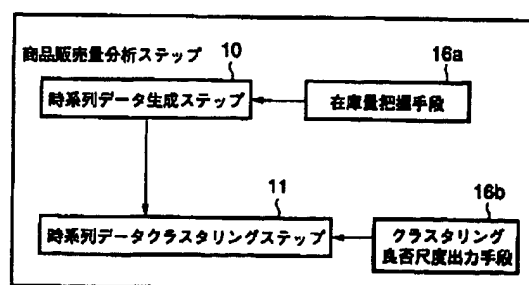 商品販売量分析ステップ
10
16a
時系列データ生成ステップ
在庫量把握手段
11
16b
時系列データクラスタリングステップ
クラスタリング
良否尺度出力手段